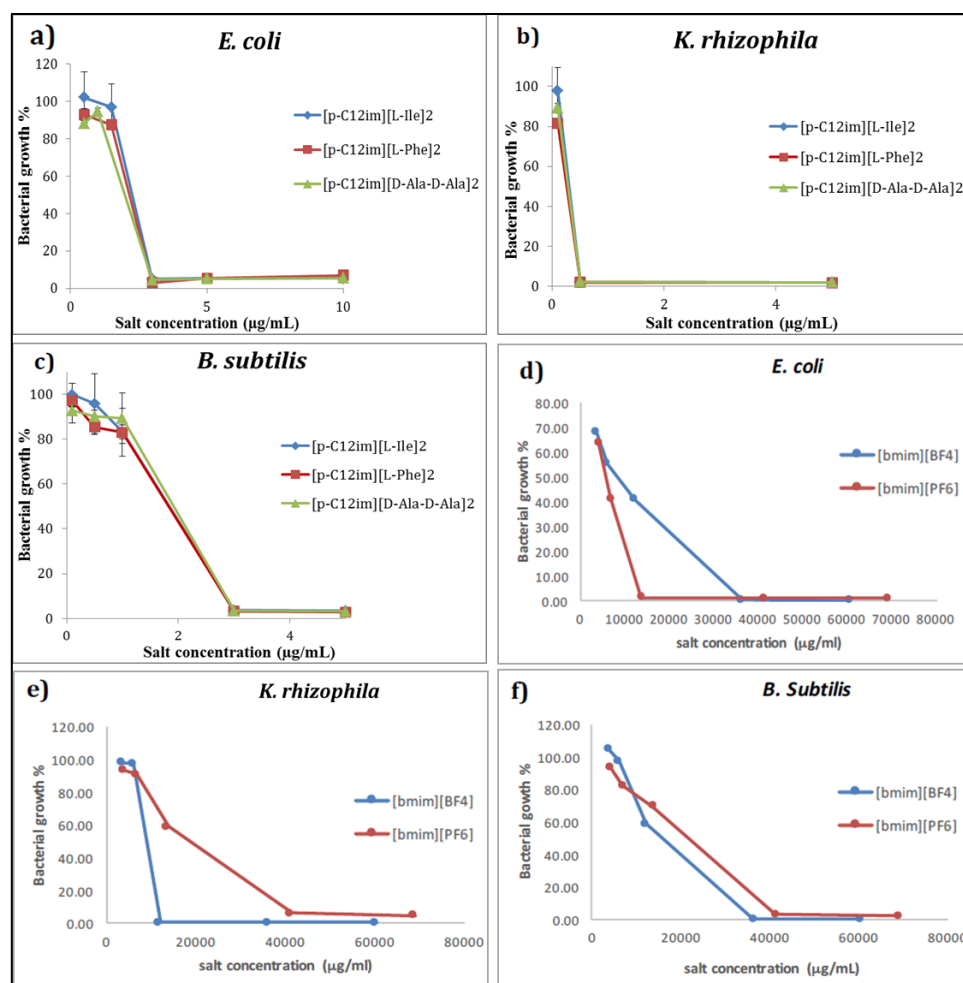 a)
E. coli
Bacterial growth %
120
100
80
60
40
20
0
0
5
10
Salt concentration (µg/mL)
[p-C12im][L-Ile]2
[p-C12im][L-Phe]2
[p-C12im][D-Ala-D-Ala]2
b)
K. rhizophila
Bacterial growth %
100
80
60
40
20
0
0
2
4
Salt concentration (µg/mL)
[p-C12im][L-Ile]2
[p-C12im][L-Phe]2
[p-C12im][D-Ala-D-Ala]2
c)
B. subtilis
Bacterial growth %
100
80
60
40
20
0
0
2
4
Salt concentration (µg/mL)
[p-C12im][L-Ile]2
[p-C12im][L-Phe]2
[p-C12im][D-Ala-D-Ala]2
d)
E. coli
Bacterial growth %
80.00
70.00
60.00
50.00
40.00
30.00
20.00
10.00
0.00
0
10000
20000
30000
40000
50000
60000
70000
80000
salt concentration (µg/ml)
[bmim][BF4]
[bmim][PF6]
e)
K. rhizophila
Bacterial growth %
120.00
100.00
80.00
60.00
40.00
20.00
0.00
0
20000
40000
60000
80000
salt concentration (µg/ml)
[bmim][BF4]
[bmim][PF6]
f)
B. Subtilis
Bacterial growth %
120.00
100.00
80.00
60.00
40.00
20.00
0.00
0
20000
40000
60000
80000
salt concentration (µg/mL)
[bmim][BF4]
[bmim][PF6]